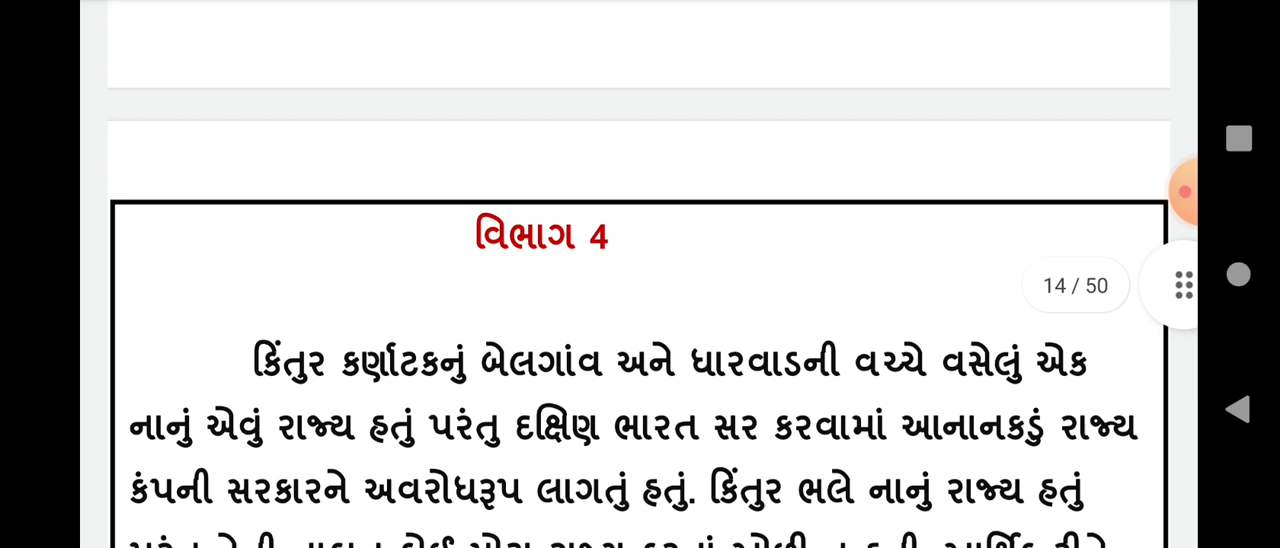 વિભાગ 4
14 / 50
કિંતુર કર્ણાટકનું બેલગાંવ અને ધારવાડની વચ્ચે વસેલું એક
નાનું એવું રાજ્ય હતું પરંતુ દક્ષિણ ભારત સર કરવામાં આનાનકડું રાજ્ય
કંપની સરકારને અવરોધરૂપ લાગતું હતું. કિંતુર ભલે નાનું રાજ્ય હતું